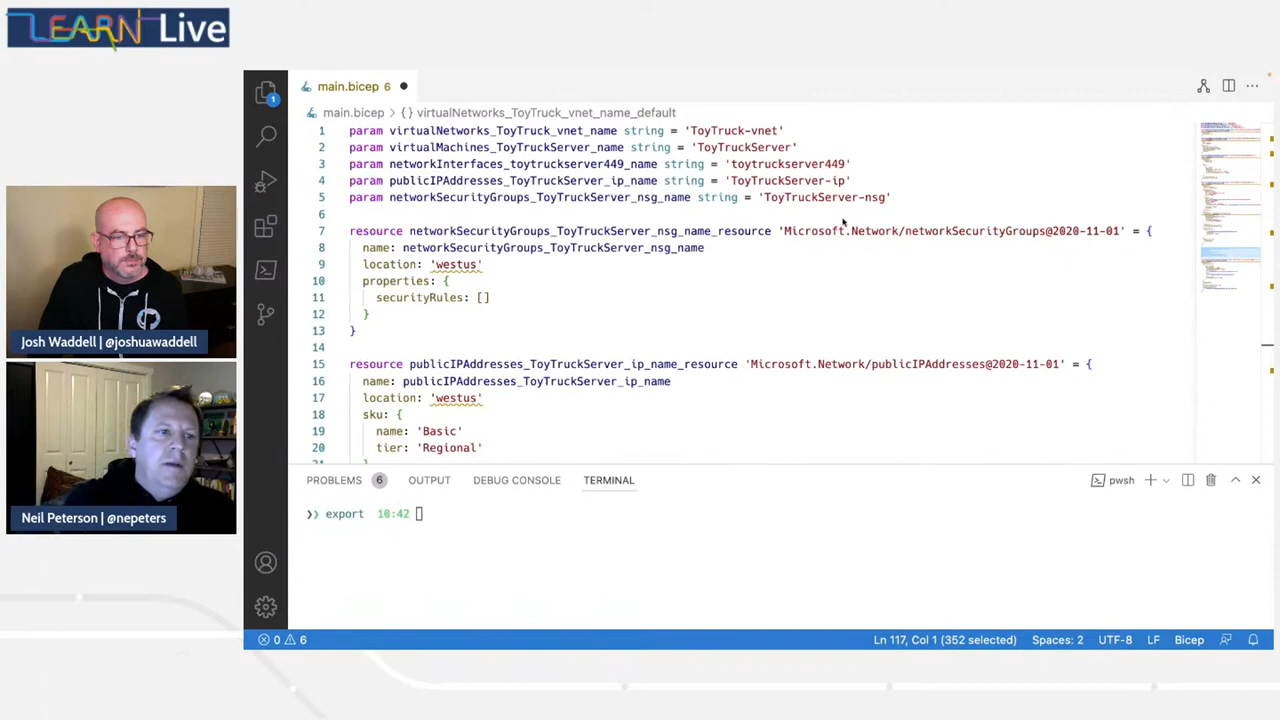 LEARN Live
main.bicep 6
main.bicep > {} virtualNetworks_ToyTruck_vnet_name_default
1 param virtualNetworks_ToyTruck_vnet_name string = 'ToyTruck-vnet'
2 param virtualMachines_ToyTruckServer_name string = 'ToyTruckServer'
3 param networkInterfaces_toytruckserver449_name string = 'toytruckserver449'
4 param publicIPAddresses_ToyTruckServer_ip_name string = 'ToyTruckServer-ip'
5 param networkSecurityGroups_ToyTruckServer_nsg_name string = 'ToyTruckServer-nsg'
6
7 resource networkSecurityGroups_ToyTruckServer_nsg_name_resource 'Microsoft.Network/networkSecurityGroups@2020-11-01' = {
8 name: networkSecurityGroups_ToyTruckServer_nsg_name
9 location: 'westus'
10 properties: {
11 securityRules: []
12 }
13 }
14
15 resource publicIPAddresses_ToyTruckServer_ip_name_resource 'Microsoft.Network/publicIPAddresses@2020-11-01' = {
16 name: publicIPAddresses_ToyTruckServer_ip_name
17 location: 'westus'
18 sku: {
19 name: 'Basic'
20 tier: 'Regional'
PROBLEMS 6 OUTPUT DEBUG CONSOLE TERMINAL pwsh
export 10:42
0 6 Ln 117, Col 1 (352 selected) Spaces: 2 UTF-8 LF Bicep
1
Josh Waddell | @joshuawaddell
Neil Peterson | @nepeters